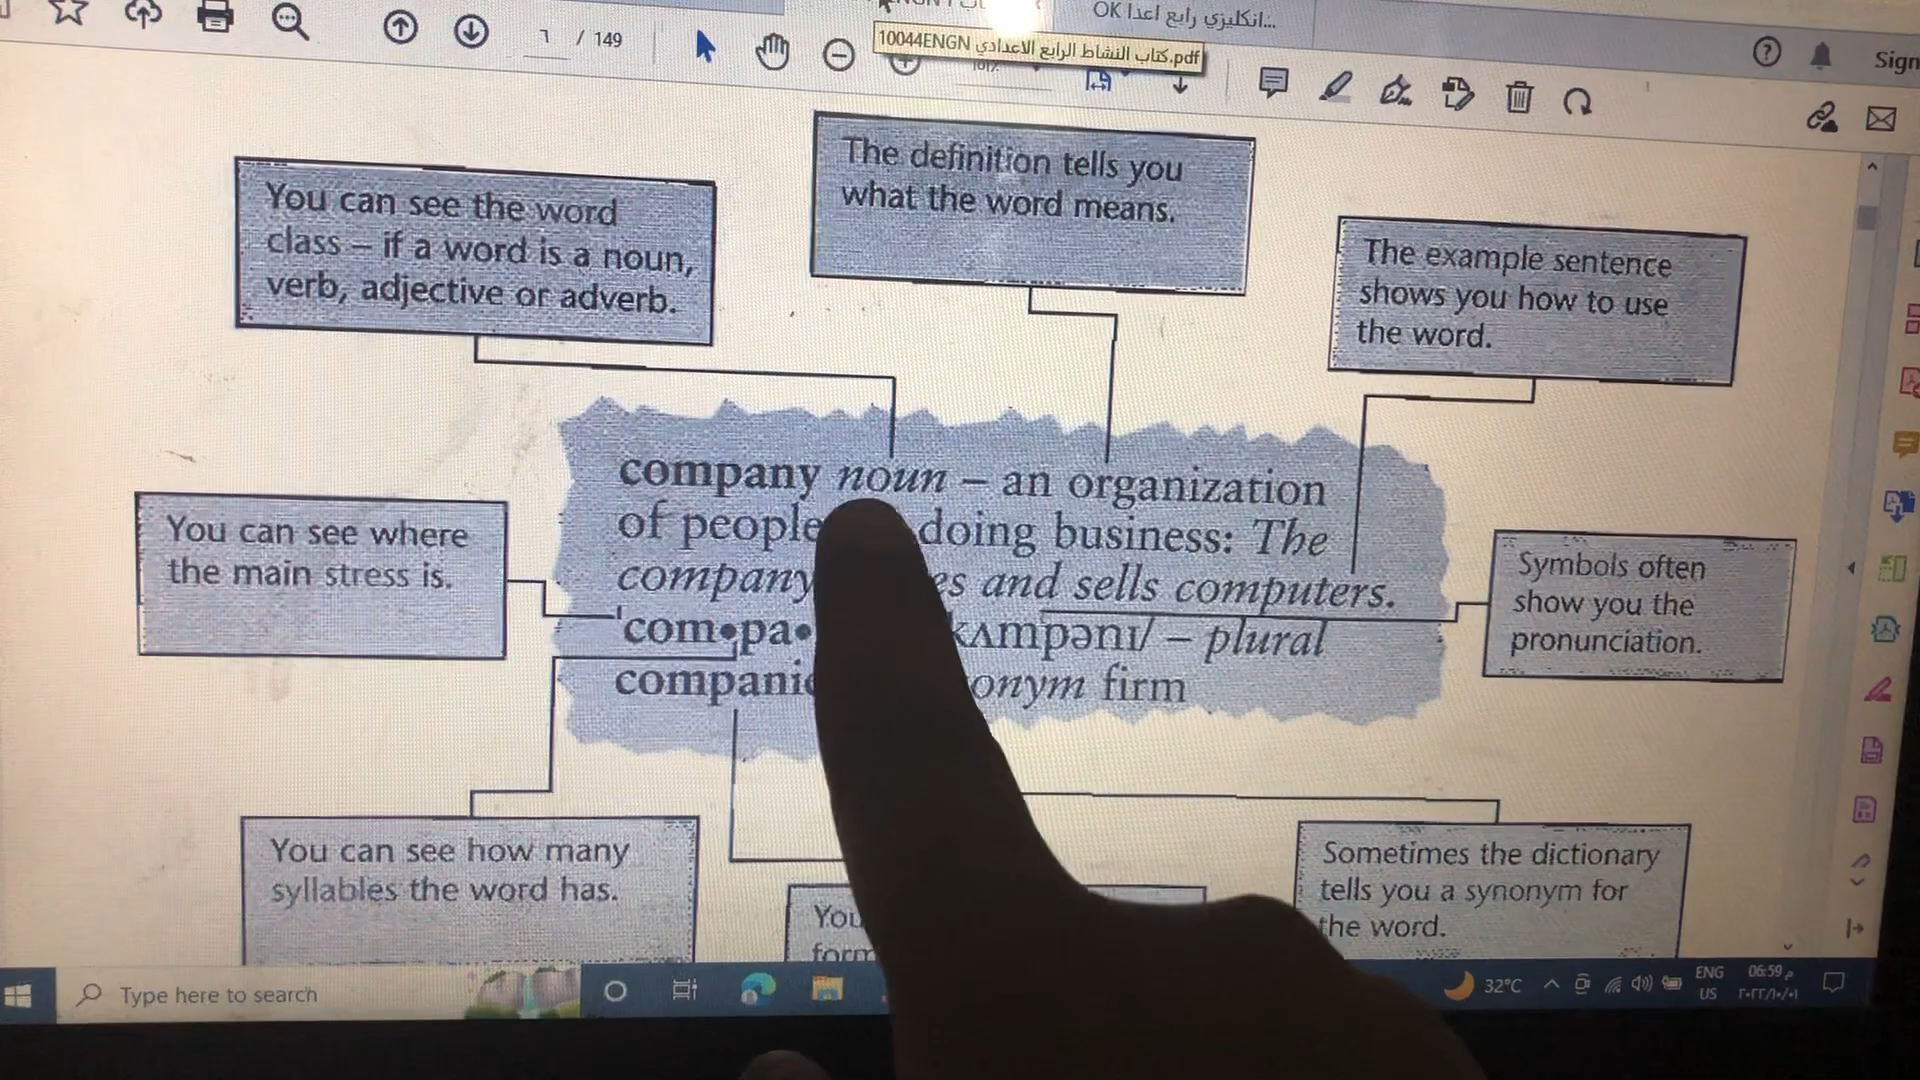 انكليزي رابع اعدا OK...
10044ENGN كتاب النشاط الرابع الاعدادي.pdf
٦ / 149
Sign
The definition tells you
what the word means.
You can see the word
class – if a word is a noun,
verb, adjective or adverb.
The example sentence
shows you how to use
the word.
company noun – an organization
of people doing business: The
company es and sells computers.
'com•pa• kʌmpənɪ/ – plural
companie onym firm
You can see where
the main stress is.
Symbols often
show you the
pronunciation.
You can see how many
syllables the word has.
You
form
Sometimes the dictionary
tells you a synonym for
the word.
Type here to search
32°C
ENG
US
06:59 م